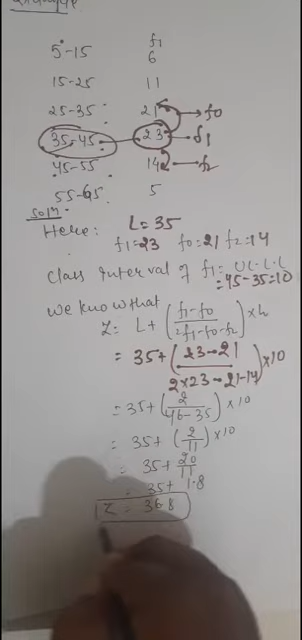 Example
f1
5-15 6
15-25 11
25-35 21 → f0
35-45 23 → f1
45-55 14 → f2
55-65 5
Soln
Here: L=35
f1=23 f0=21 f2=14
Class interval of f1= UL-L.L
= 45-35=10
we know that
Z= L+ (f1-f0/2f1-f0-f2) × h
= 35+ (23-21/2×23-21-14) ×10
= 35+ (2/46-35) ×10
= 35+ (2/11) ×10
= 35+ 20/11
= 35+ 1.8
Z = 36.8